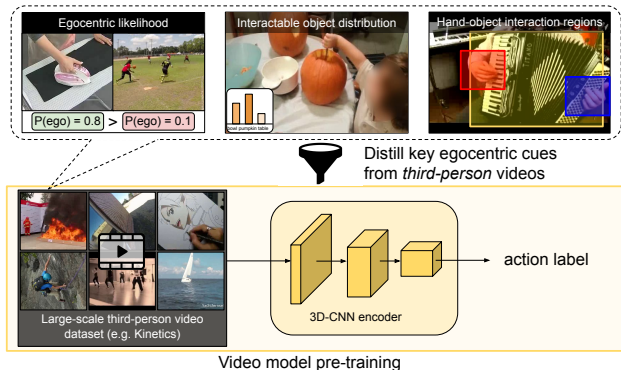 Egocentric likelihood
P(ego) = 0.8 > P(ego) = 0.1
Interactable object distribution
bowl pumpkin table
Hand-object interaction regions
Distill key egocentric cues
from third-person videos
Large-scale third-person video
dataset (e.g. Kinetics)
3D-CNN encoder
action label
Video model pre-training